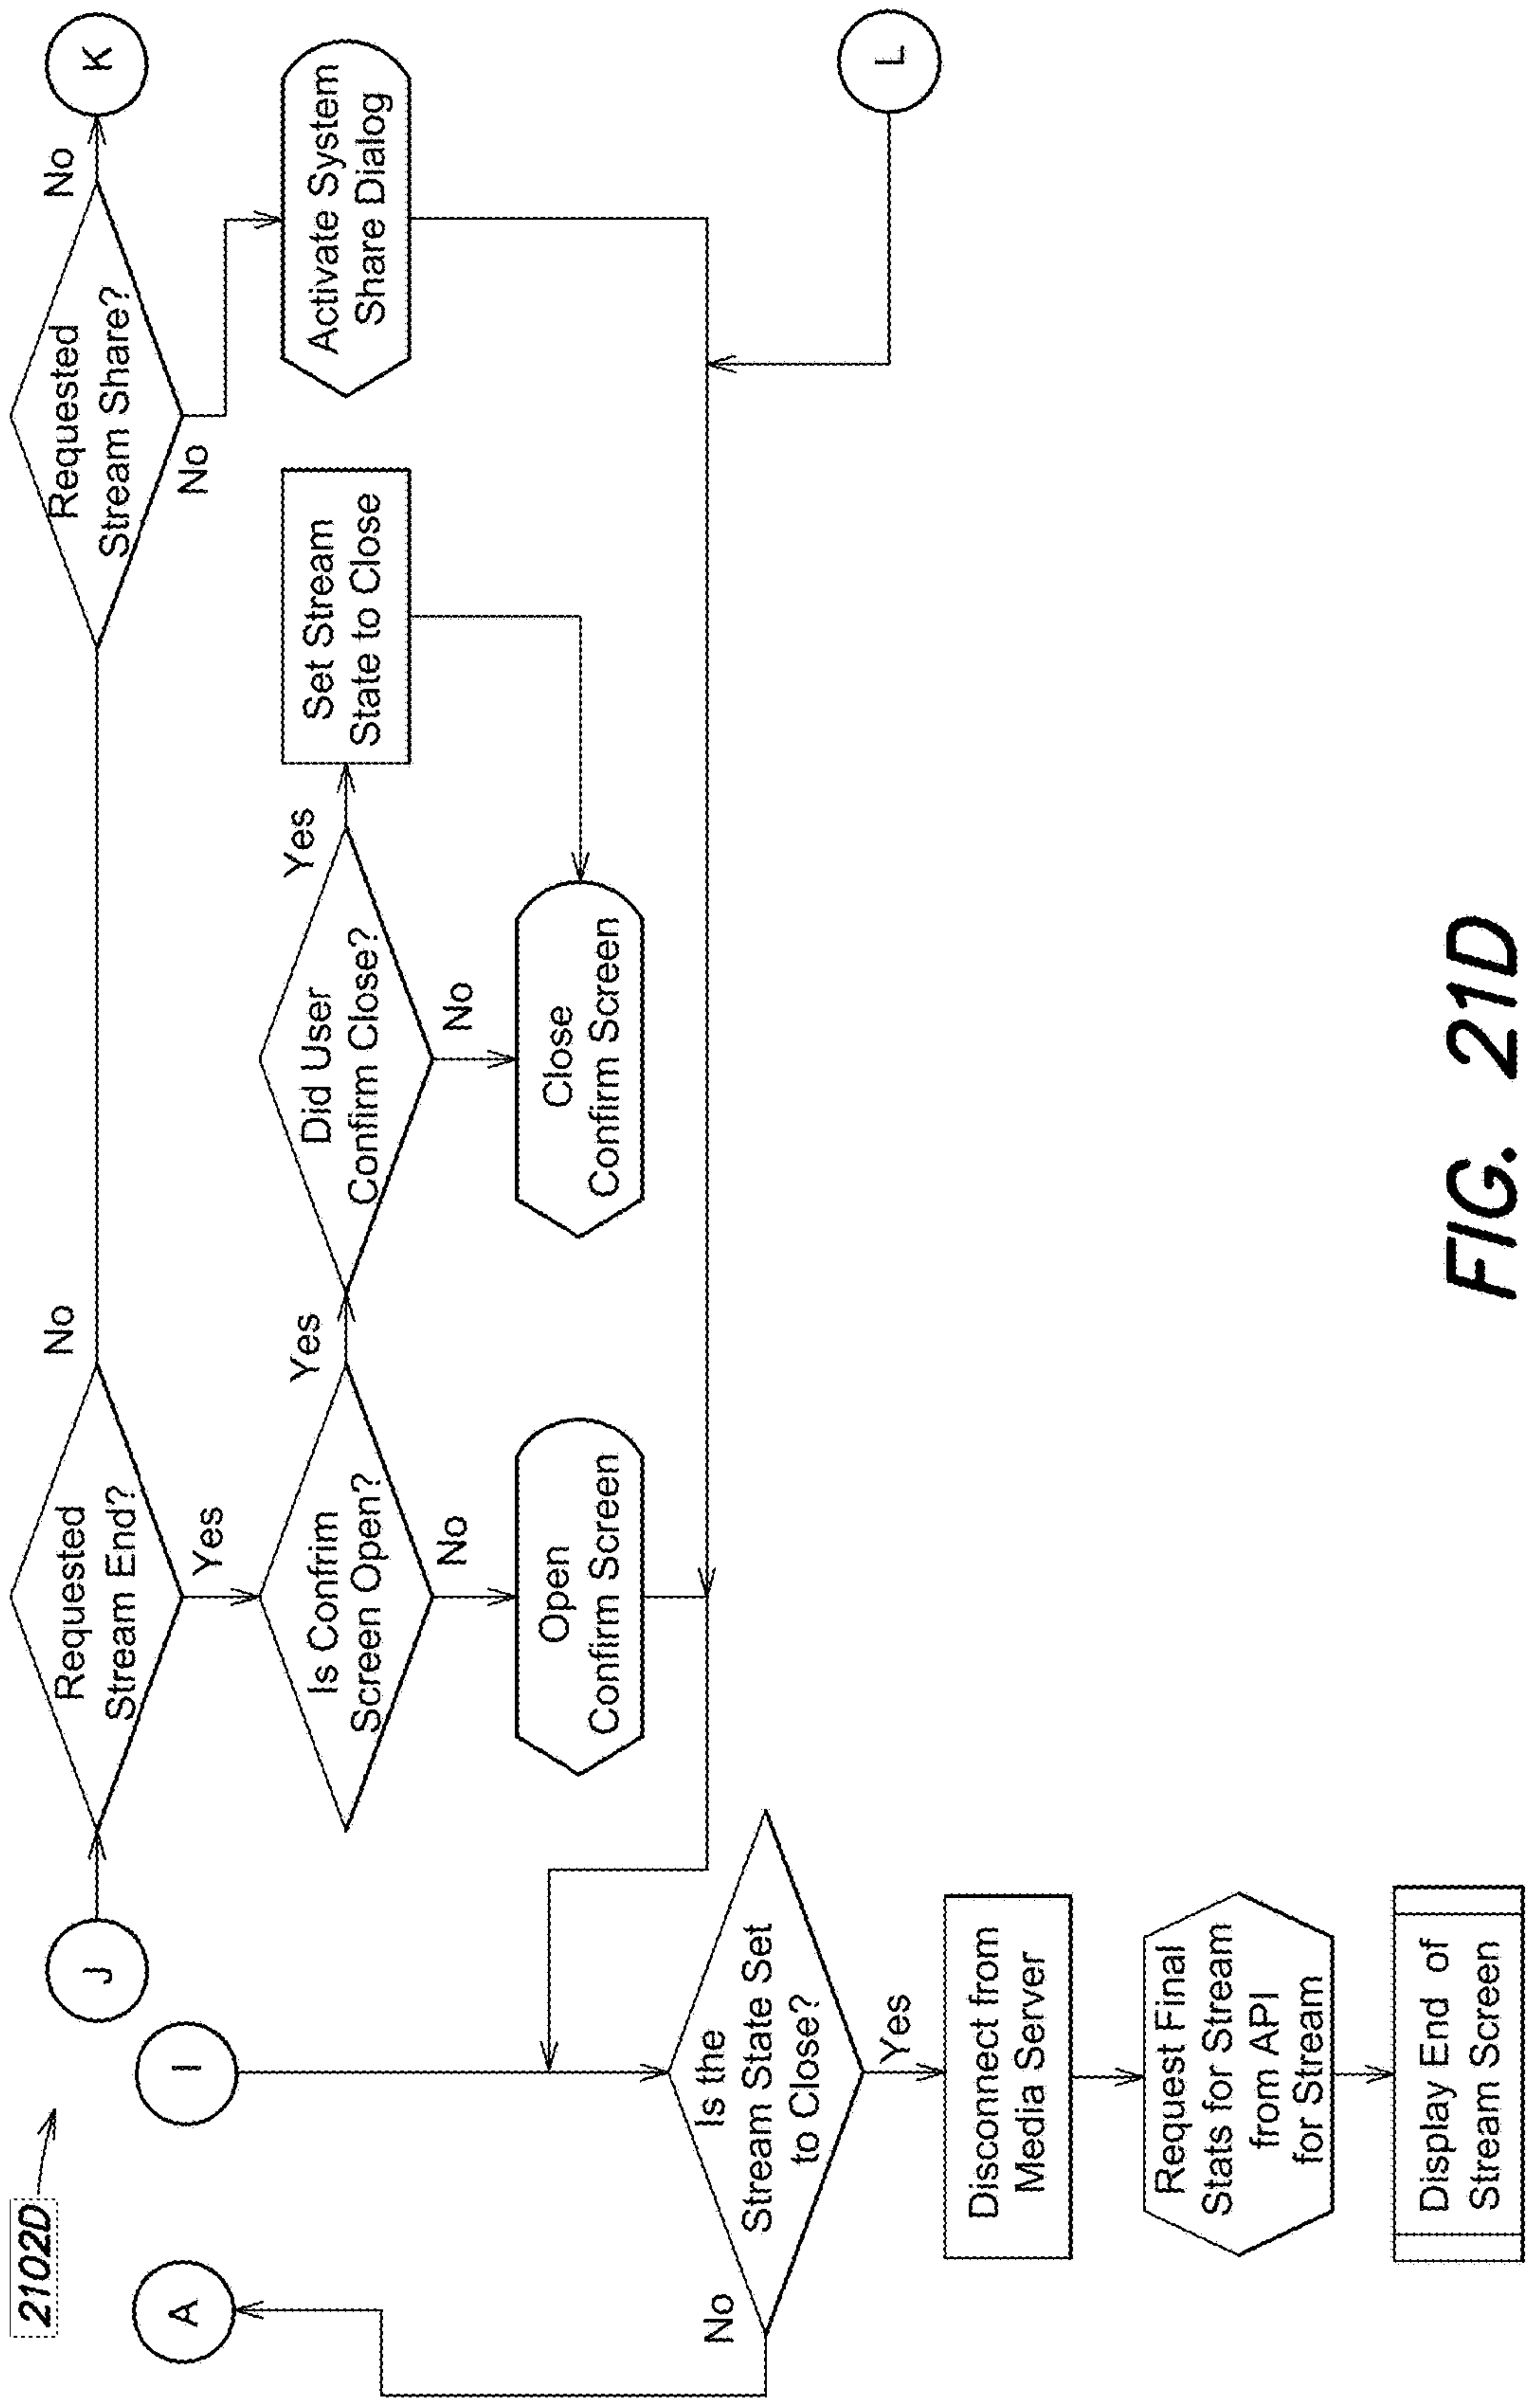 2102D
A
I
J
Requested
Stream End?
No
Yes
Requested
Stream Share?
No
No
K
Is Confrim
Screen Open?
Yes
No
Did User
Confirm Close?
Yes
No
Set Stream
State to Close
Activate System
Share Dialog
Open
Confirm Screen
Close
Confirm Screen
L
Is the
Stream State Set
to Close?
No
Yes
Disconnect from
Media Server
Request Final
Stats for Stream
from API
for Stream
Display End of
Stream Screen
FIG. 21D